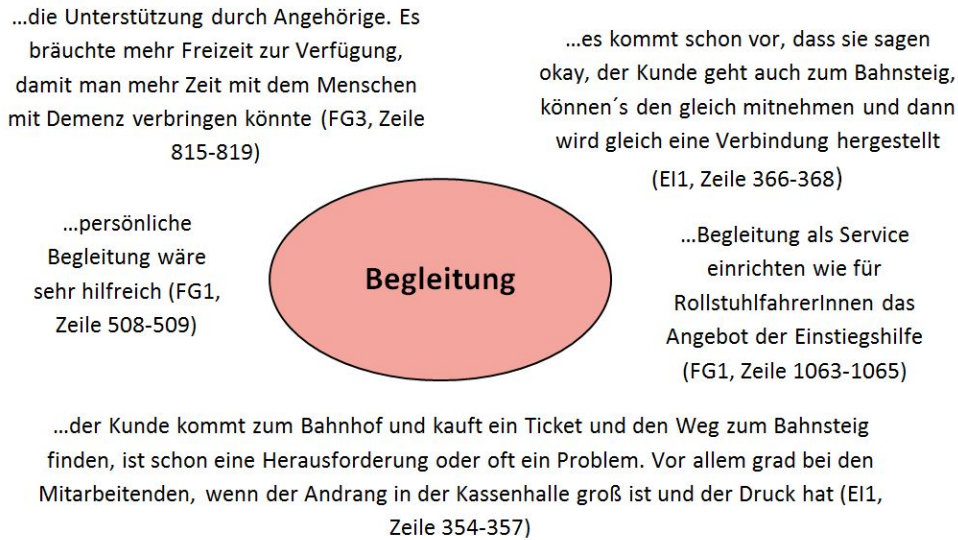 …die Unterstützung durch Angehörige. Es
bräuchte mehr Freizeit zur Verfügung,
damit man mehr Zeit mit dem Menschen
mit Demenz verbringen könnte (FG3, Zeile
815-819)
…es kommt schon vor, dass sie sagen
okay, der Kunde geht auch zum Bahnsteig,
können´s den gleich mitnehmen und dann
wird gleich eine Verbindung hergestellt
(EI1, Zeile 366-368)
…persönliche
Begleitung wäre
sehr hilfreich (FG1,
Zeile 508-509)
Begleitung
…Begleitung als Service
einrichten wie für
RollstuhlfahrerInnen das
Angebot der Einstiegshilfe
(FG1, Zeile 1063-1065)
…der Kunde kommt zum Bahnhof und kauft ein Ticket und den Weg zum Bahnsteig
finden, ist schon eine Herausforderung oder oft ein Problem. Vor allem grad bei den
Mitarbeitenden, wenn der Andrang in der Kassenhalle groß ist und der Druck hat (EI1,
Zeile 354-357)